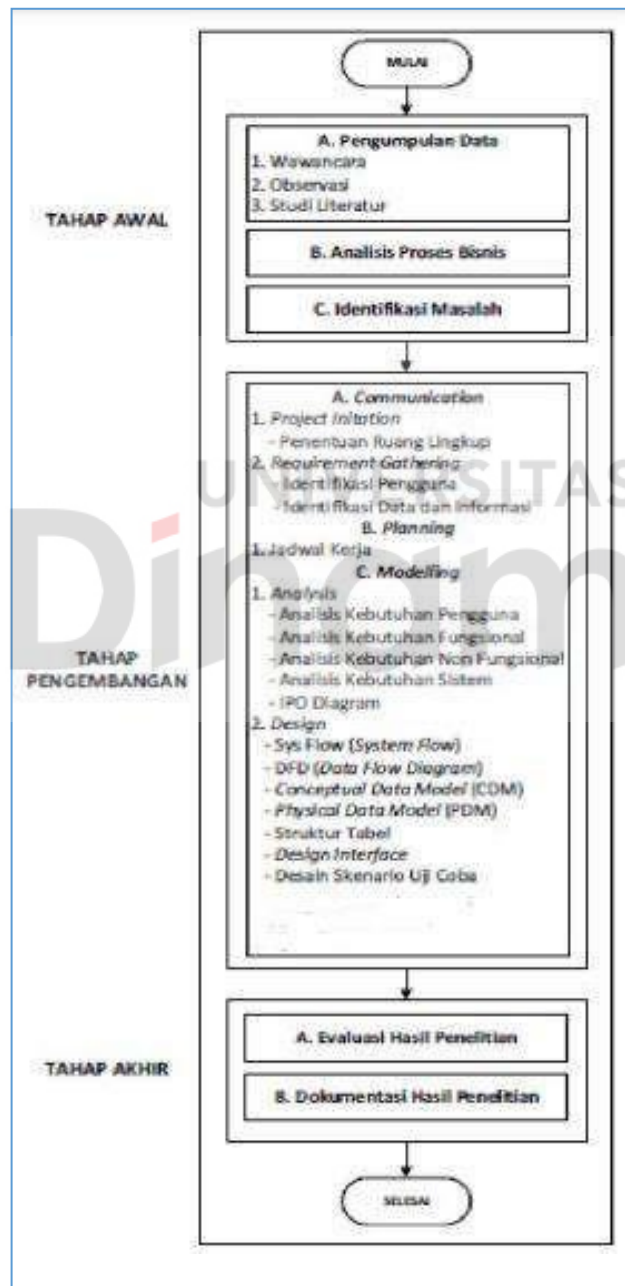 MULAI
TAHAP AWAL
A. Pengumpulan Data
1. Wawancara
2. Observasi
3. Studi Literatur
B. Analisis Proses Bisnis
C. Identifikasi Masalah
TAHAP
PENGEMBANGAN
A. Communication
1. Project Initation
- Penentuan Ruang Lingkup
2. Requirement Gathering
- Identifikasi Pengguna
- Identifikasi Data dan Informasi
B. Planning
1. Jadwal Kerja
C. Modelling
1. Analysis
- Analisis Kebutuhan Pengguna
- Analisis Kebutuhan Fungsional
- Analisis Kebutuhan Non Fungsional
- Analisis Kebutuhan Sistem
- IPO Diagram
2. Design
- Sys Flow (System Flow)
- DFD (Data Flow Diagram)
- Conceptual Data Model (CDM)
- Physical Data Model (PDM)
- Struktur Tabel
- Design Interface
- Desain Skenario Uji Coba
TAHAP AKHIR
A. Evaluasi Hasil Penelitian
B. Dokumentasi Hasil Penelitian
SELESAI
UNIVERSITAS
Dinam